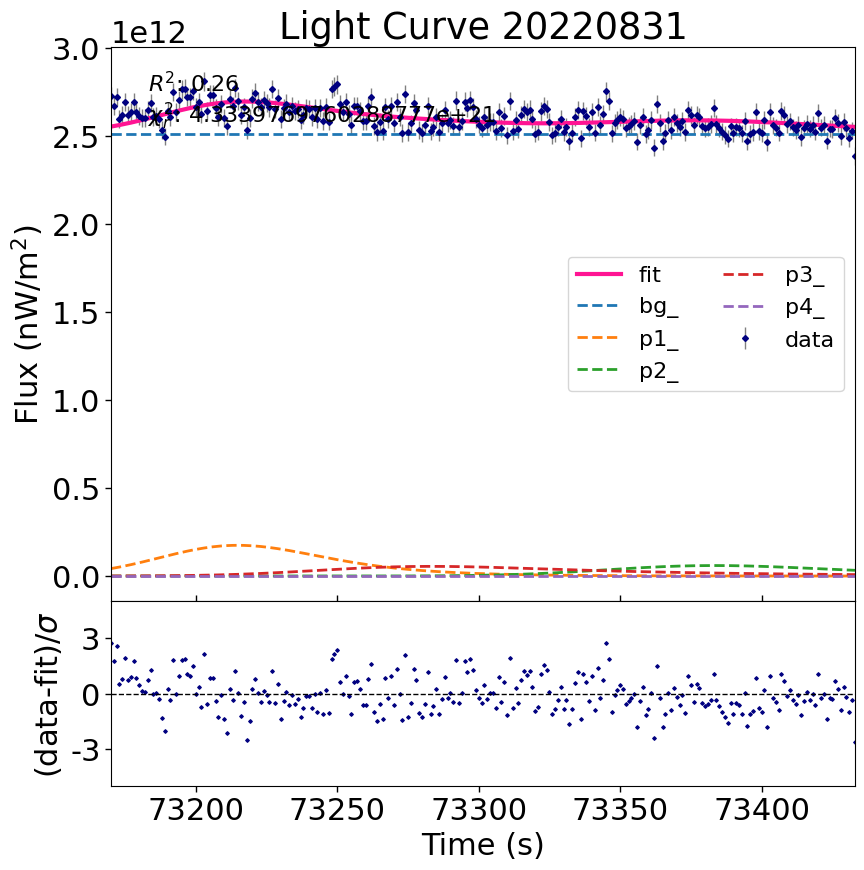 Light Curve 20220831
1e12
3.0
2.5
2.0
1.5
1.0
0.5
0.0
Flux (nW/m²)
R²: 0.26
fit
bg_
p1_
p2_
p3_
p4_
data
3
0
-3
(data-fit)/σ
73200
73250
73300
73350
73400
Time (s)